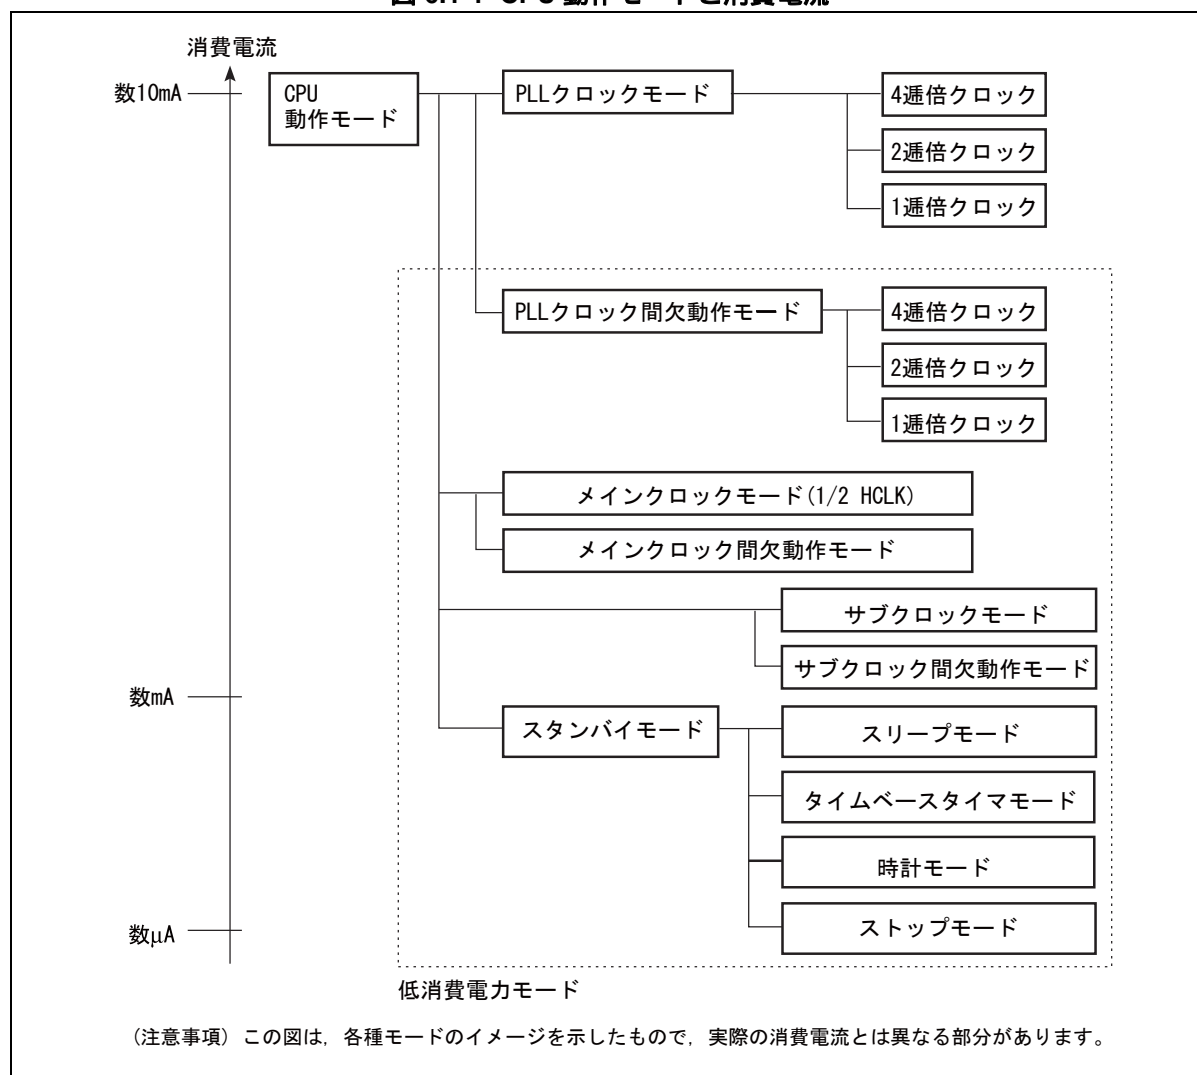 消費電流
数10mA
CPU
動作モード
PLLクロックモード
4逓倍クロック
2逓倍クロック
1逓倍クロック
PLLクロック間欠動作モード
4逓倍クロック
2逓倍クロック
1逓倍クロック
メインクロックモード(1/2 HCLK)
メインクロック間欠動作モード
サブクロックモード
サブクロック間欠動作モード
数mA
スタンバイモード
スリープモード
タイムベースタイマモード
時計モード
ストップモード
数μA
低消費電力モード
(注意事項) この図は, 各種モードのイメージを示したもので, 実際の消費電流とは異なる部分があります。